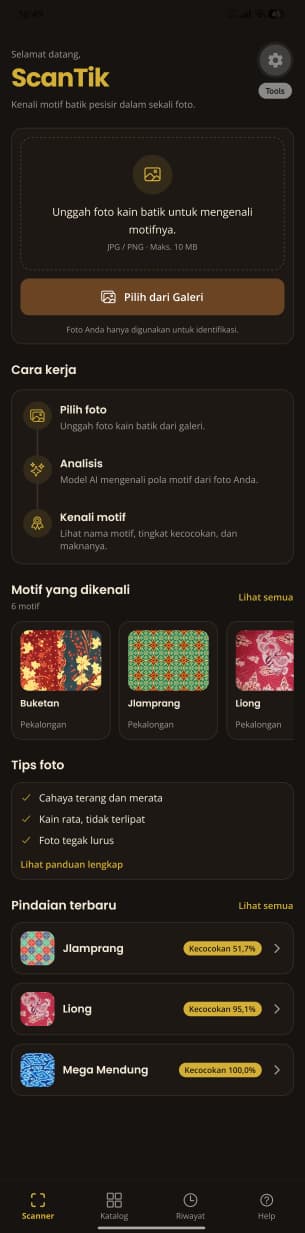 Selamat datang,
ScanTik
Kenali motif batik pesisir dalam sekali foto.
Tools
Unggah foto kain batik untuk mengenali
motifnya.
JPG / PNG · Maks. 10 MB
Pilih dari Galeri
Foto Anda hanya digunakan untuk identifikasi.
Cara kerja
Pilih foto
Unggah foto kain batik dari galeri.
Analisis
Model AI mengenali pola motif dari foto Anda.
Kenali motif
Lihat nama motif, tingkat kecocokan, dan
maknanya.
Motif yang dikenali
6 motif
Lihat semua
Buketan
Pekalongan
Jlamprang
Pekalongan
Liong
Pekalongan
Tips foto
Cahaya terang dan merata
Kain rata, tidak terlipat
Foto tegak lurus
Lihat panduan lengkap
Pindaian terbaru
Lihat semua
Jlamprang
Kecocokan 51,7%
Liong
Kecocokan 95,1%
Mega Mendung
Kecocokan 100,0%
Scanner
Katalog
Riwayat
Help